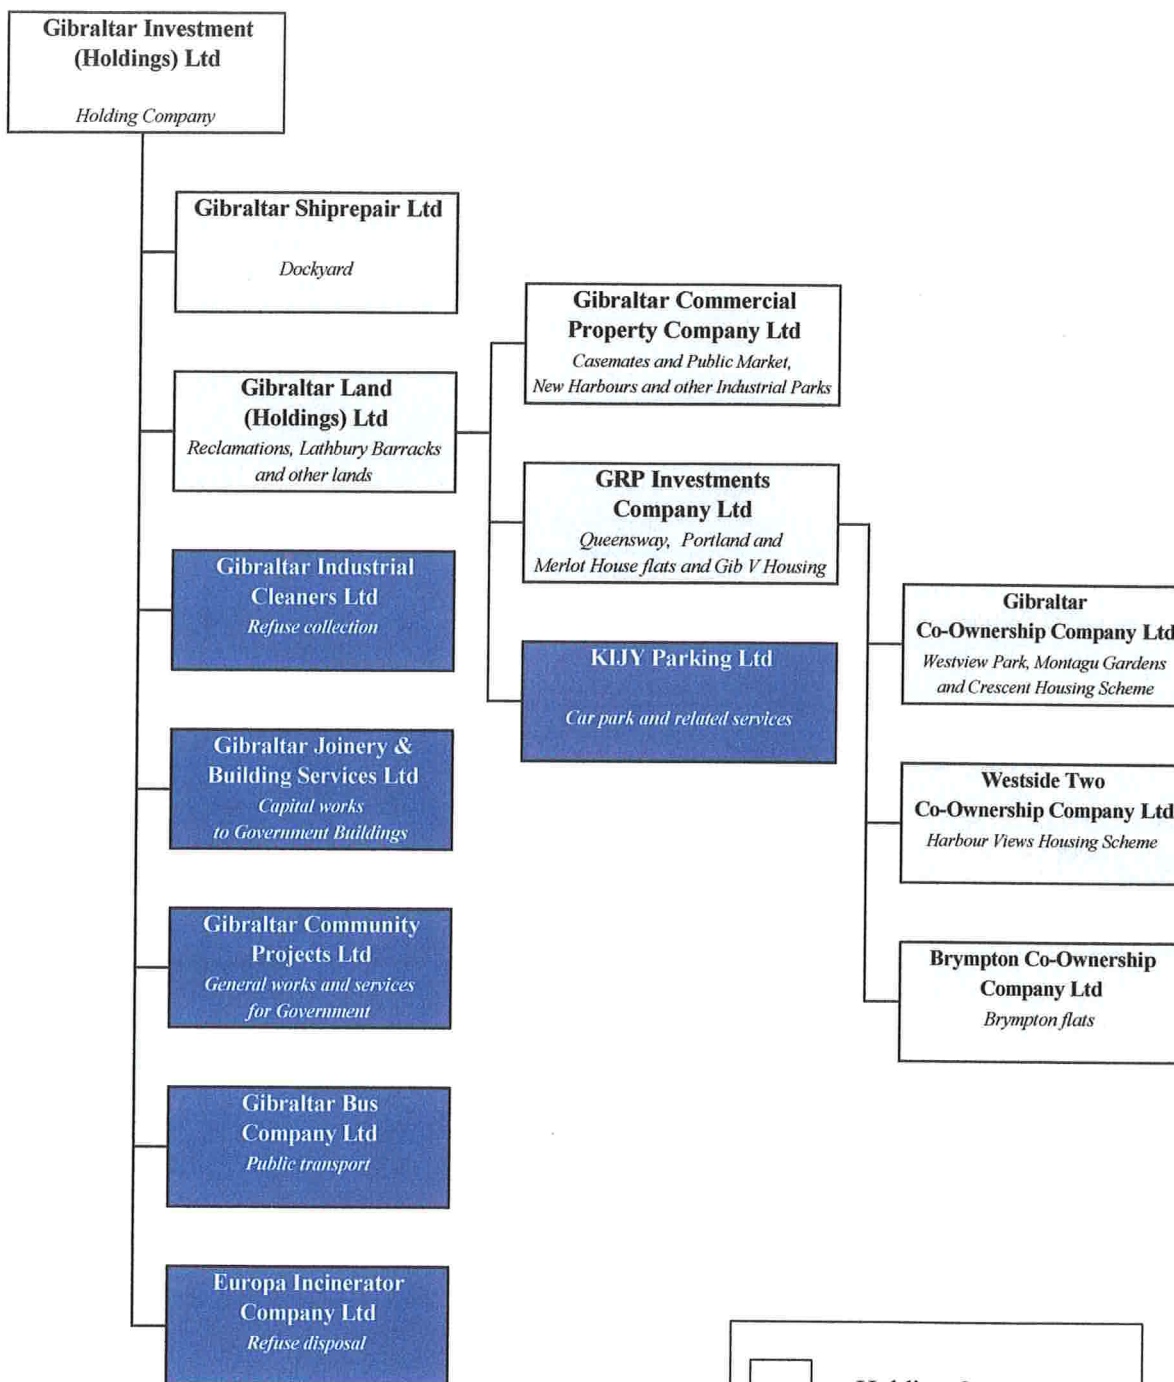 Gibraltar Investment
(Holdings) Ltd
Holding Company
Gibraltar Shiprepair Ltd
Dockyard
Gibraltar Land
(Holdings) Ltd
Reclamations, Lathbury Barracks
and other lands
Gibraltar Industrial
Cleaners Ltd
Refuse collection
Gibraltar Joinery &
Building Services Ltd
Capital works
to Government Buildings
Gibraltar Community
Projects Ltd
General works and services
for Government
Gibraltar Bus
Company Ltd
Public transport
Europa Incinerator
Company Ltd
Refuse disposal
Gibraltar Commercial
Property Company Ltd
Casemates and Public Market,
New Harbours and other Industrial Parks
GRP Investments
Company Ltd
Queensway, Portland and
Merlot House flats and Gib V Housing
KIJY Parking Ltd
Car park and related services
Gibraltar
Co-Ownership Company Ltd
Westview Park, Montagu Gardens
and Crescent Housing Scheme
Westside Two
Co-Ownership Company Ltd
Harbour Views Housing Scheme
Brympton Co-Ownership
Company Ltd
Brympton flats